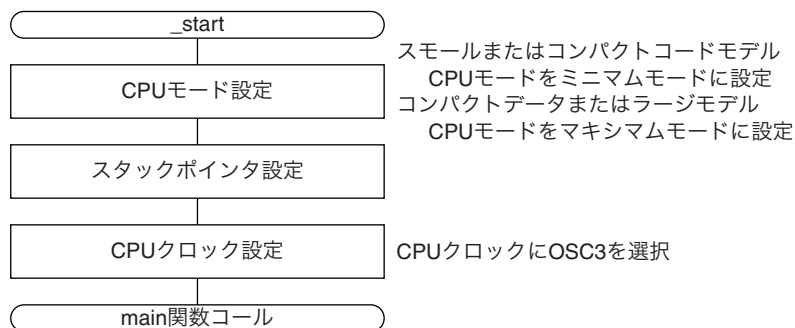 _start
CPUモード設定
スモールまたはコンパクトコードモデル
CPUモードをミニマムモードに設定
コンパクトデータまたはラージモデル
CPUモードをマキシマムモードに設定
スタックポインタ設定
CPUクロック設定
CPUクロックにOSC3を選択
main関数コール